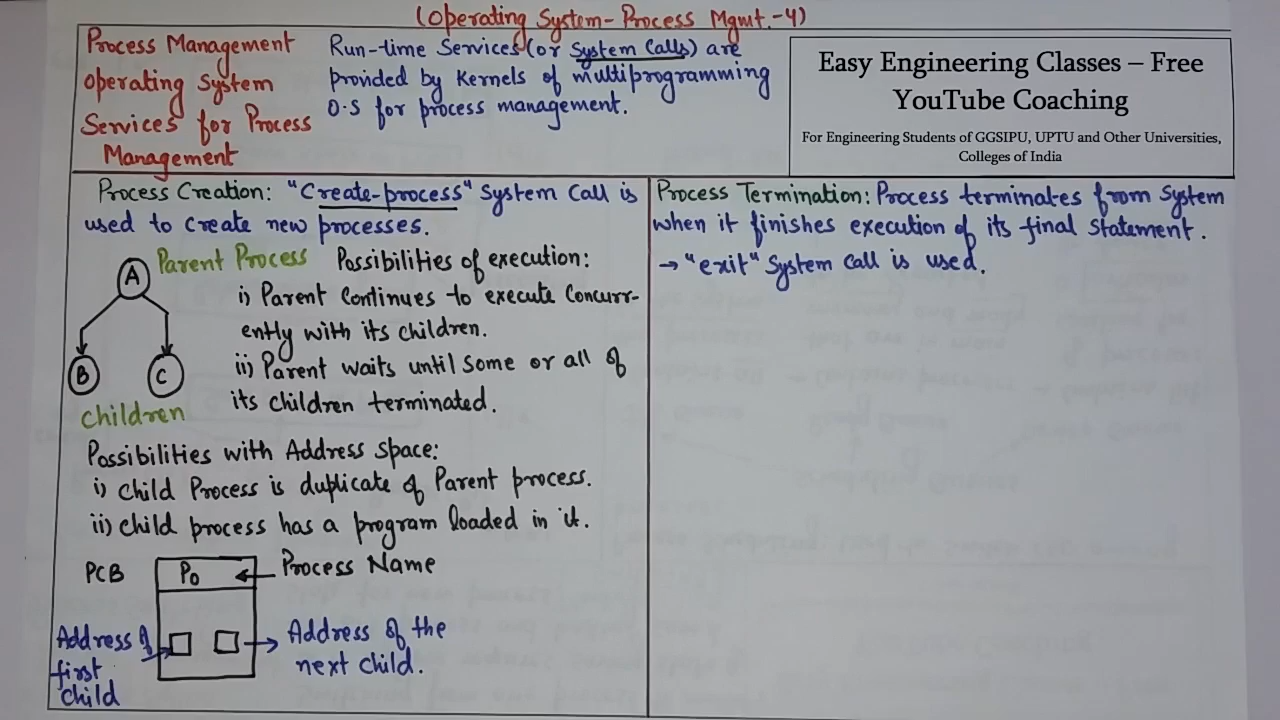 (Operating System-Process Mgmt.-4)
Process Management
Operating System
Services for Process
Management
Run-time Services (or System Calls) are
provided by Kernels of multiprogramming
O.S for process management.
Easy Engineering Classes – Free
YouTube Coaching
For Engineering Students of GGSIPU, UPTU and Other Universities,
Colleges of India
Process Creation: "Create-process" System Call is
used to create new processes.
A Parent Process
B C
Children
Possibilities of execution:
i) Parent Continues to execute Concurr-
ently with its children.
ii) Parent waits until some or all of
its children terminated.
Possibilities with Address space:
i) Child Process is duplicate of Parent process.
ii) Child process has a program loaded in it.
PCB P0 Process Name
Address of
first
child
Address of the
next child.
Process Termination: Process terminates from System
when it finishes execution of its final statement.
→ "exit" System Call is used.